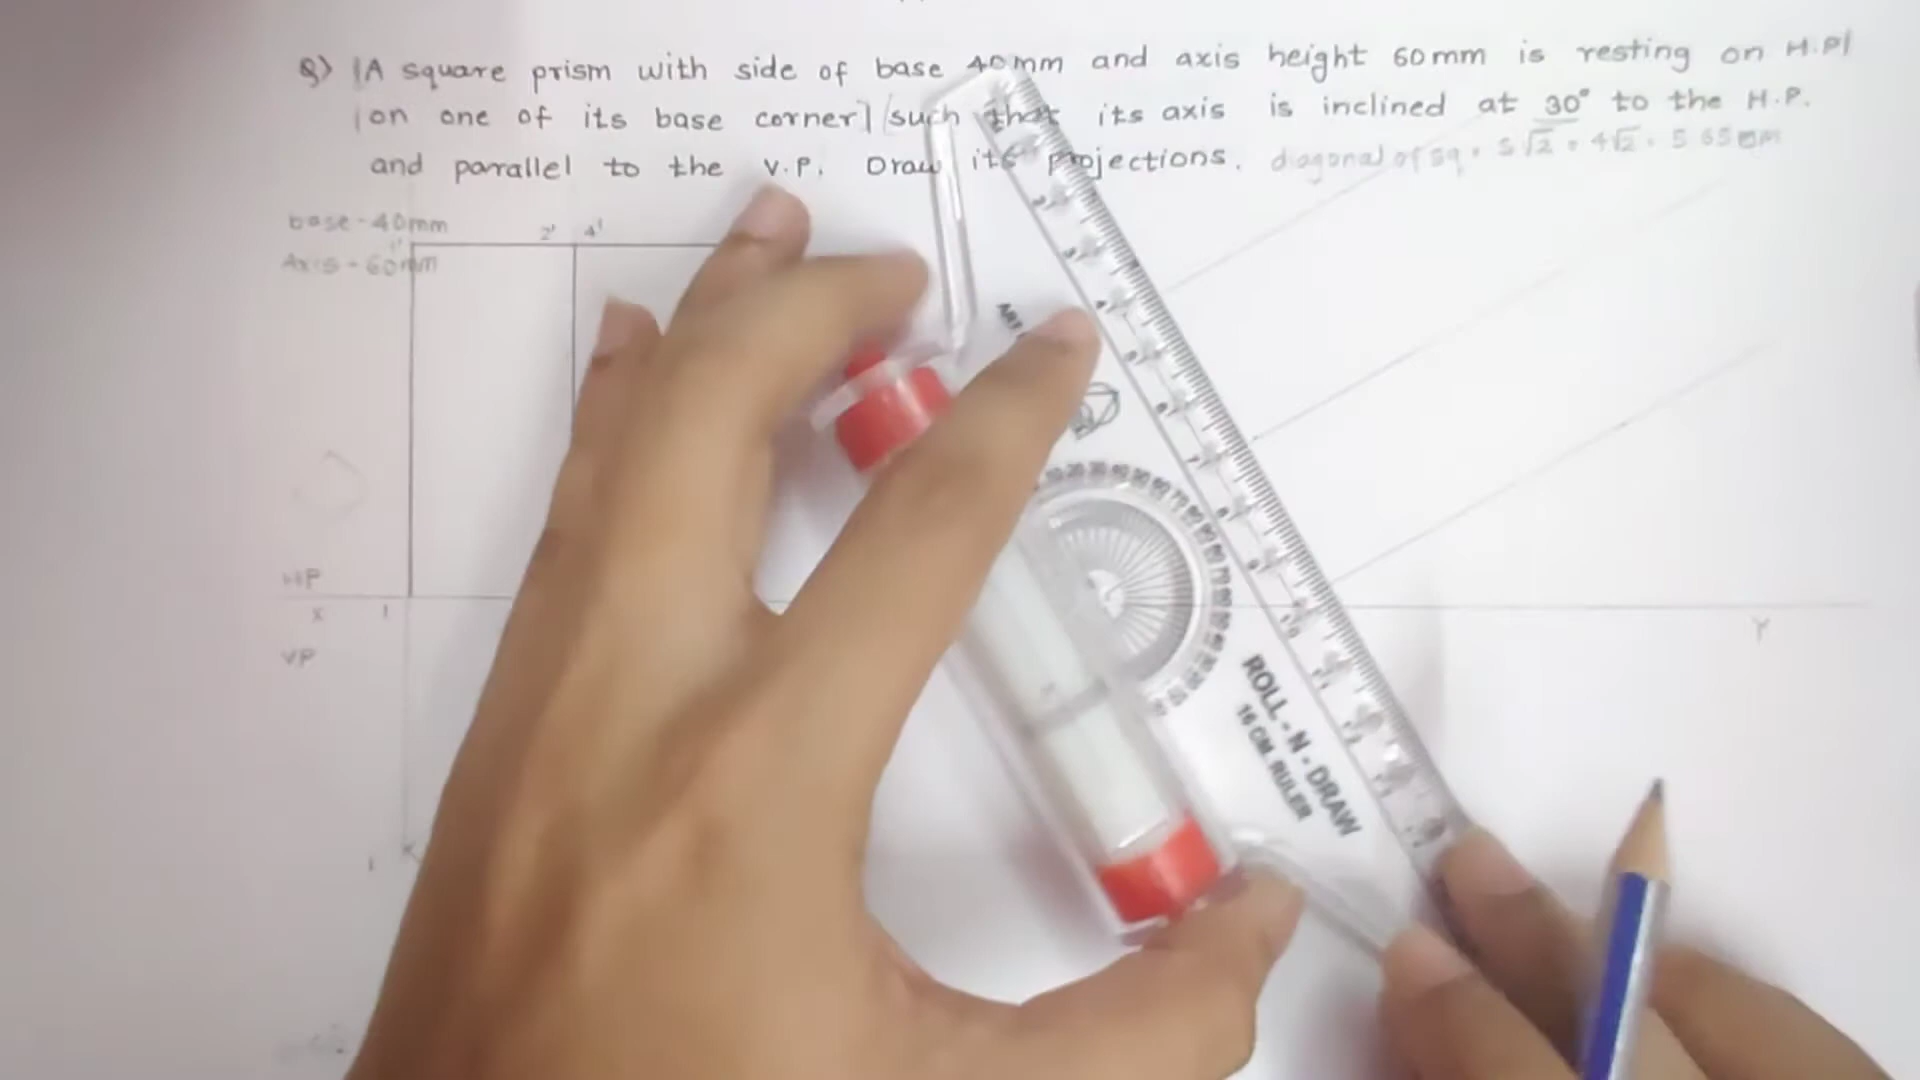 Q) A square prism with side of base 40mm and axis height 60mm is resting on H.P
on one of its base corner such that its axis is inclined at 30° to the H.P.
and parallel to the V.P. Draw its projections. diagonal of sq = S√2 = 4√2 = 5.65cm
base - 40mm
Axis - 60mm
1'
2' 4'
HP
X 1
VP
1
Y
ROLL-N-DRAW
16 CM. RULER